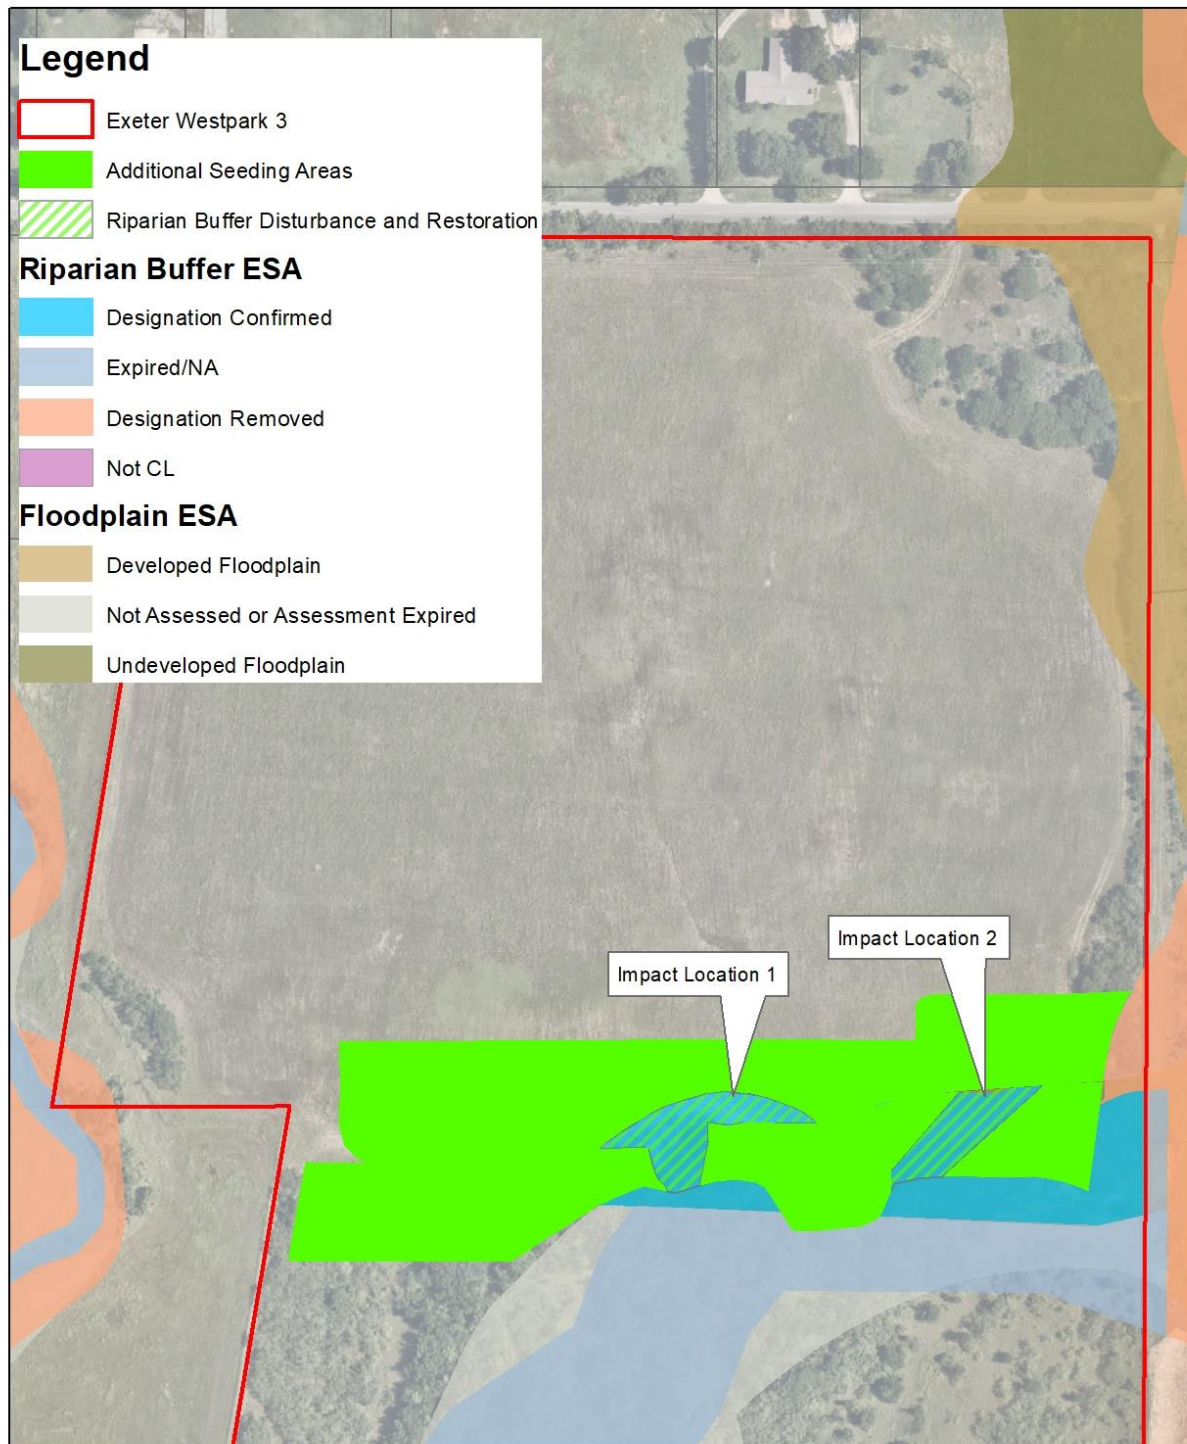 Legend
Exeter Westpark 3
Additional Seeding Areas
Riparian Buffer Disturbance and Restoration
Riparian Buffer ESA
Designation Confirmed
Expired/NA
Designation Removed
Not CL
Floodplain ESA
Developed Floodplain
Not Assessed or Assessment Expired
Undeveloped Floodplain
Impact Location 2
Impact Location 1